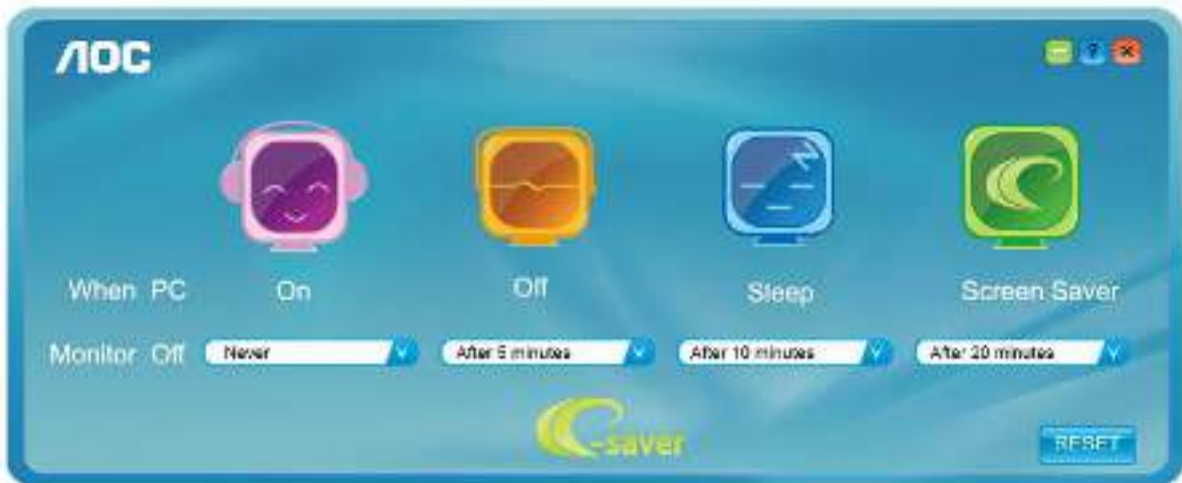 AOC
?
When PC On Off Sleep Screen Saver
Monitor Off Never After 5 minutes After 10 minutes After 20 minutes
e-saver
RESET